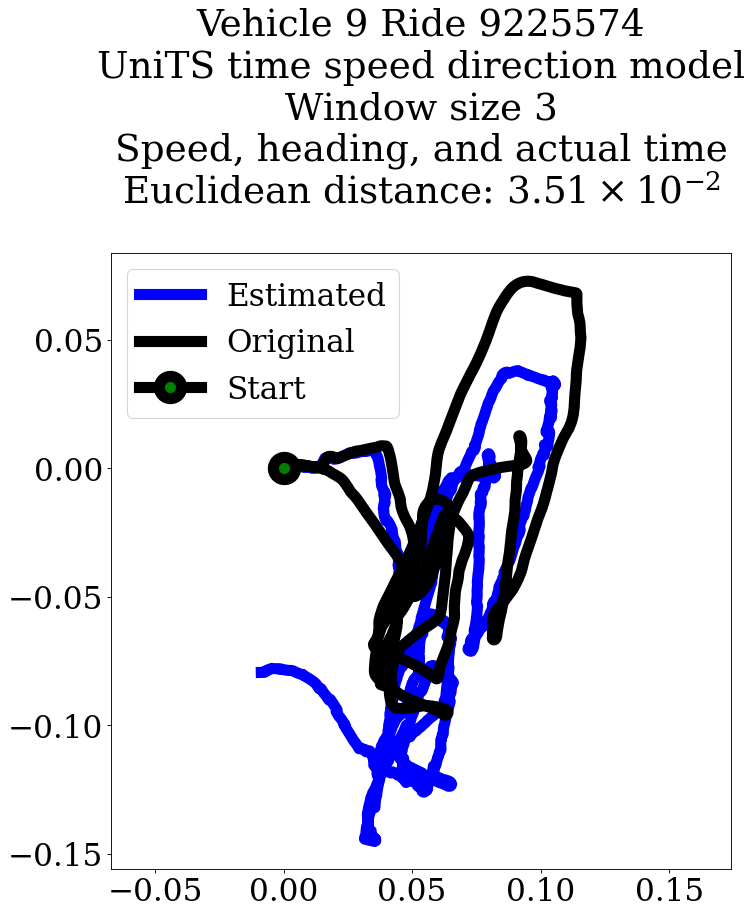 Vehicle 9 Ride 9225574
UniTS time speed direction model
Window size 3
Speed, heading, and actual time
Euclidean distance: 3.51 × 10⁻²
Estimated
Original
Start
0.05
0.00
−0.05
−0.10
−0.15
−0.05 0.00 0.05 0.10 0.15